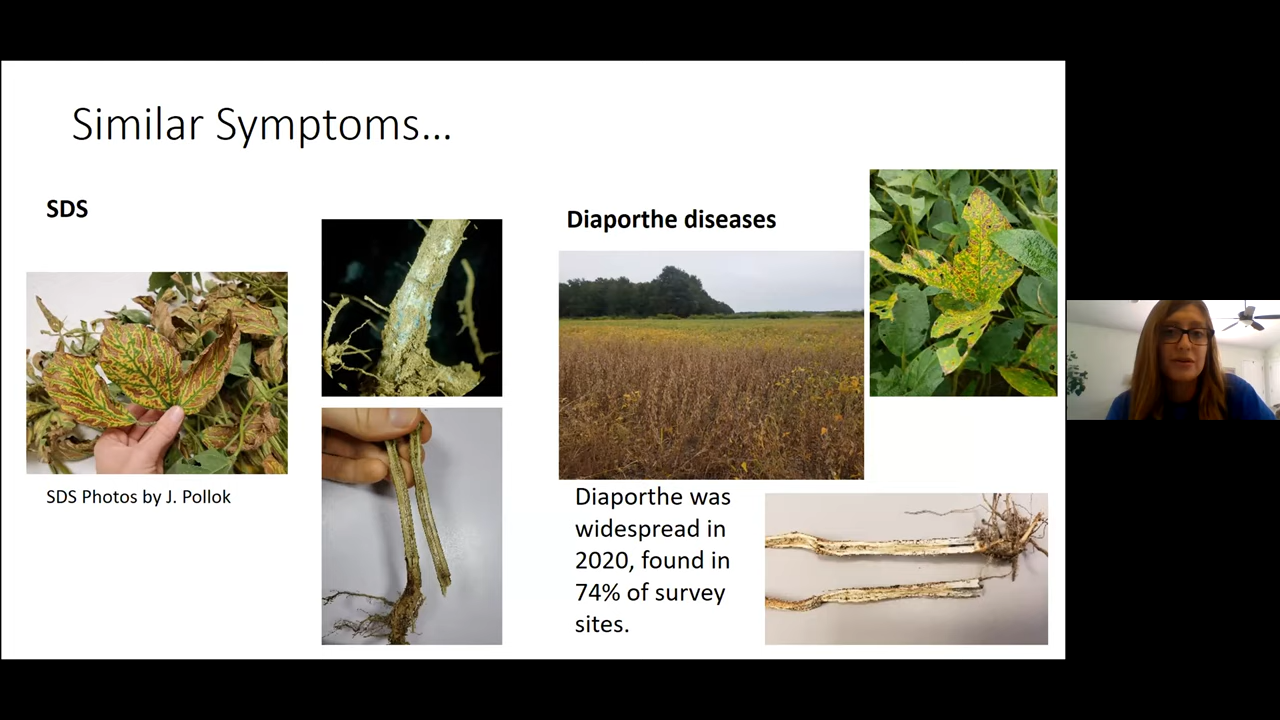 Similar Symptoms...
SDS
SDS Photos by J. Pollok
Diaporthe diseases
Diaporthe was
widespread in
2020, found in
74% of survey
sites.